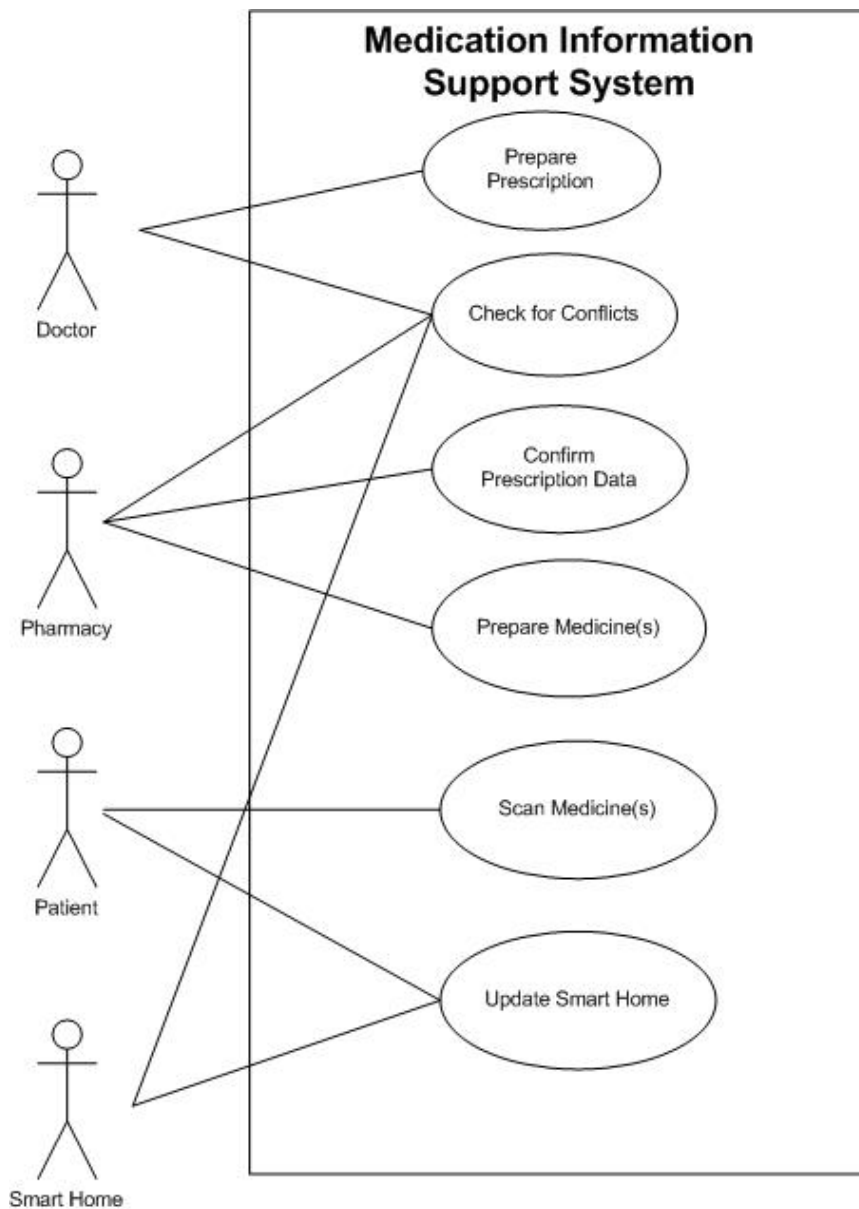 Medication Information
Support System
Prepare
Prescription
Doctor
Check for Conflicts
Confirm
Prescription Data
Pharmacy
Prepare Medicine(s)
Scan Medicine(s)
Patient
Update Smart Home
Smart Home